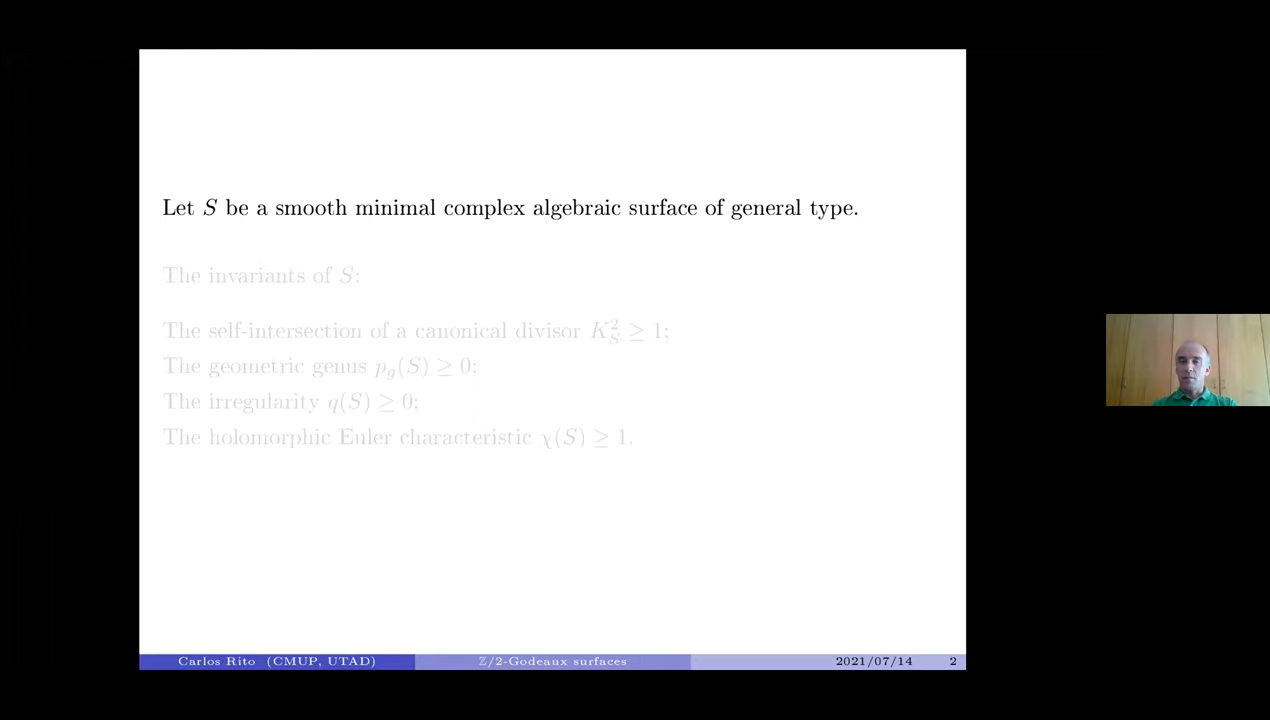 Let S be a smooth minimal complex algebraic surface of general type.
The invariants of S:
The self-intersection of a canonical divisor K_S^2 ≥ 1;
The geometric genus p_g(S) ≥ 0;
The irregularity q(S) ≥ 0;
The holomorphic Euler characteristic χ(S) ≥ 1.
Carlos Rito (CMUP, UTAD) ℤ/2-Godeaux surfaces 2021/07/14 2